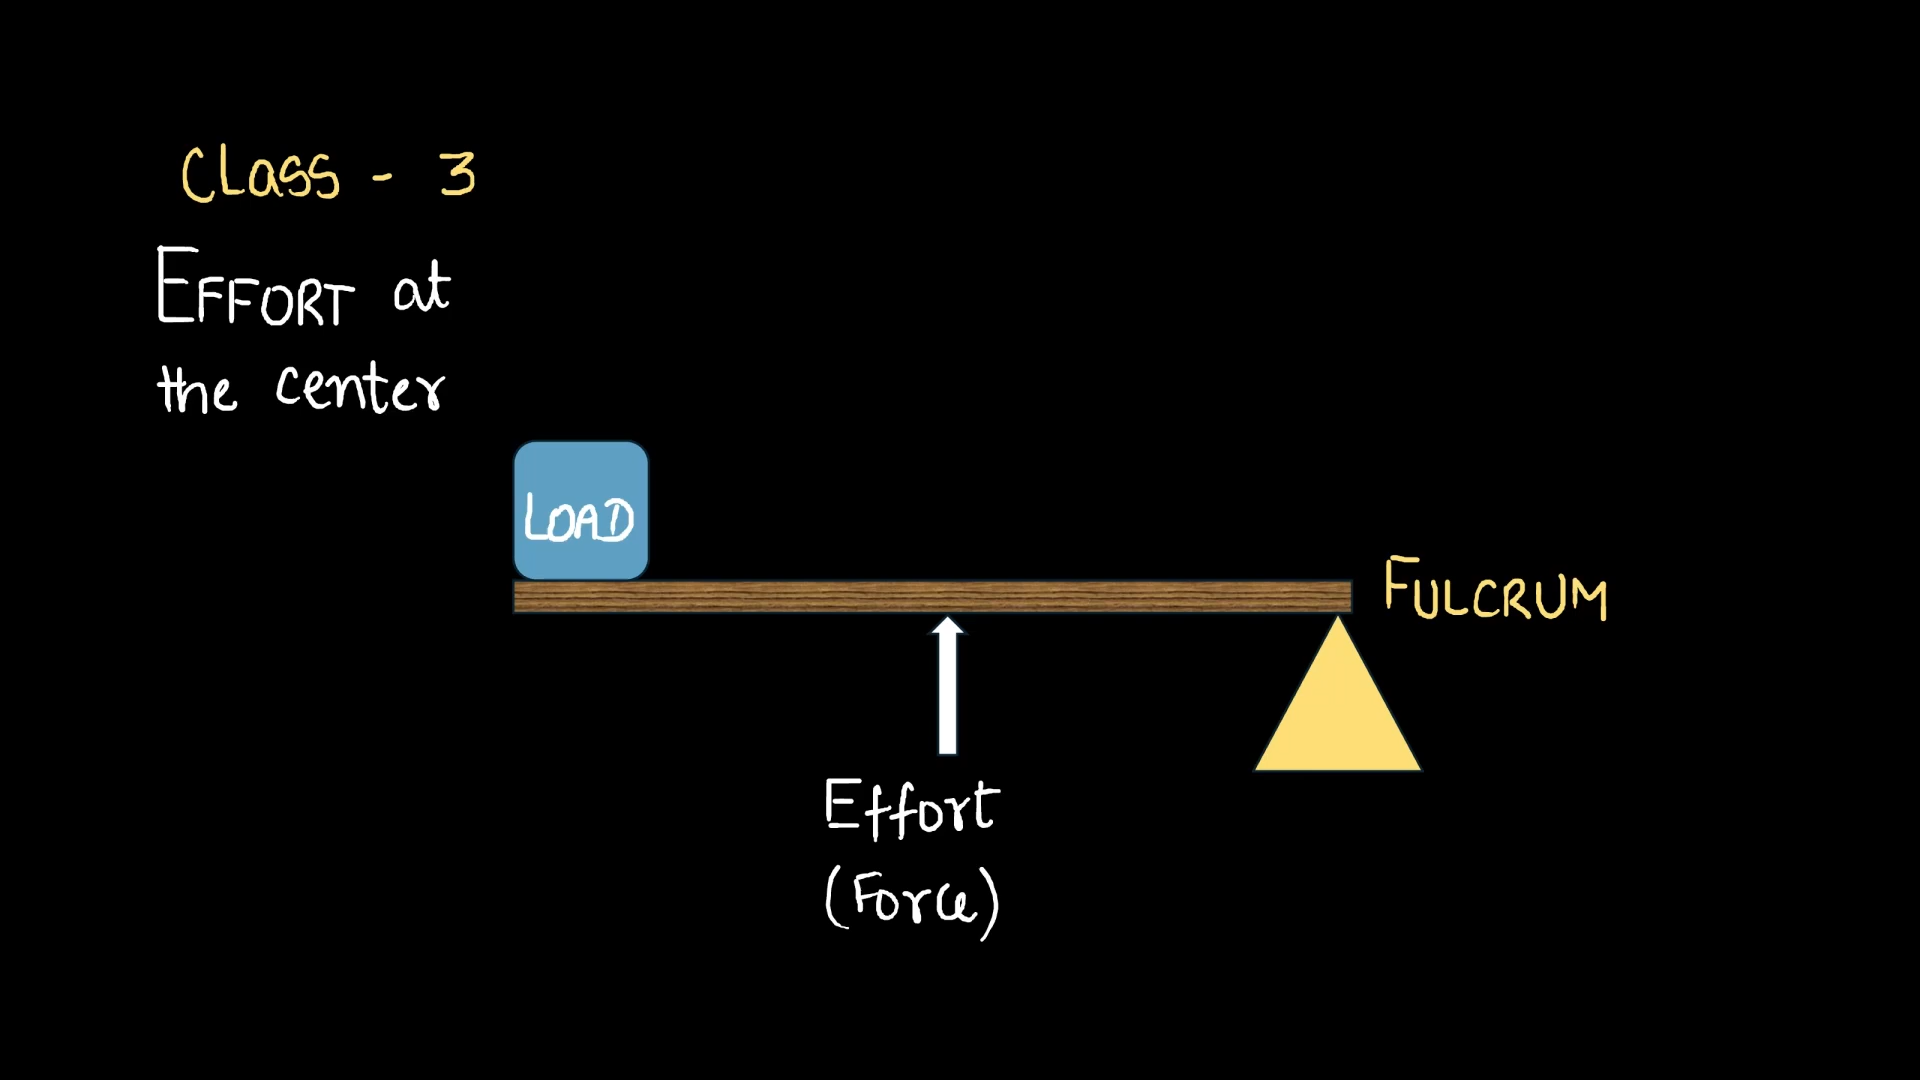 Class - 3
EFFORT at
the center
LOAD
FULCRUM
Effort
(Force)